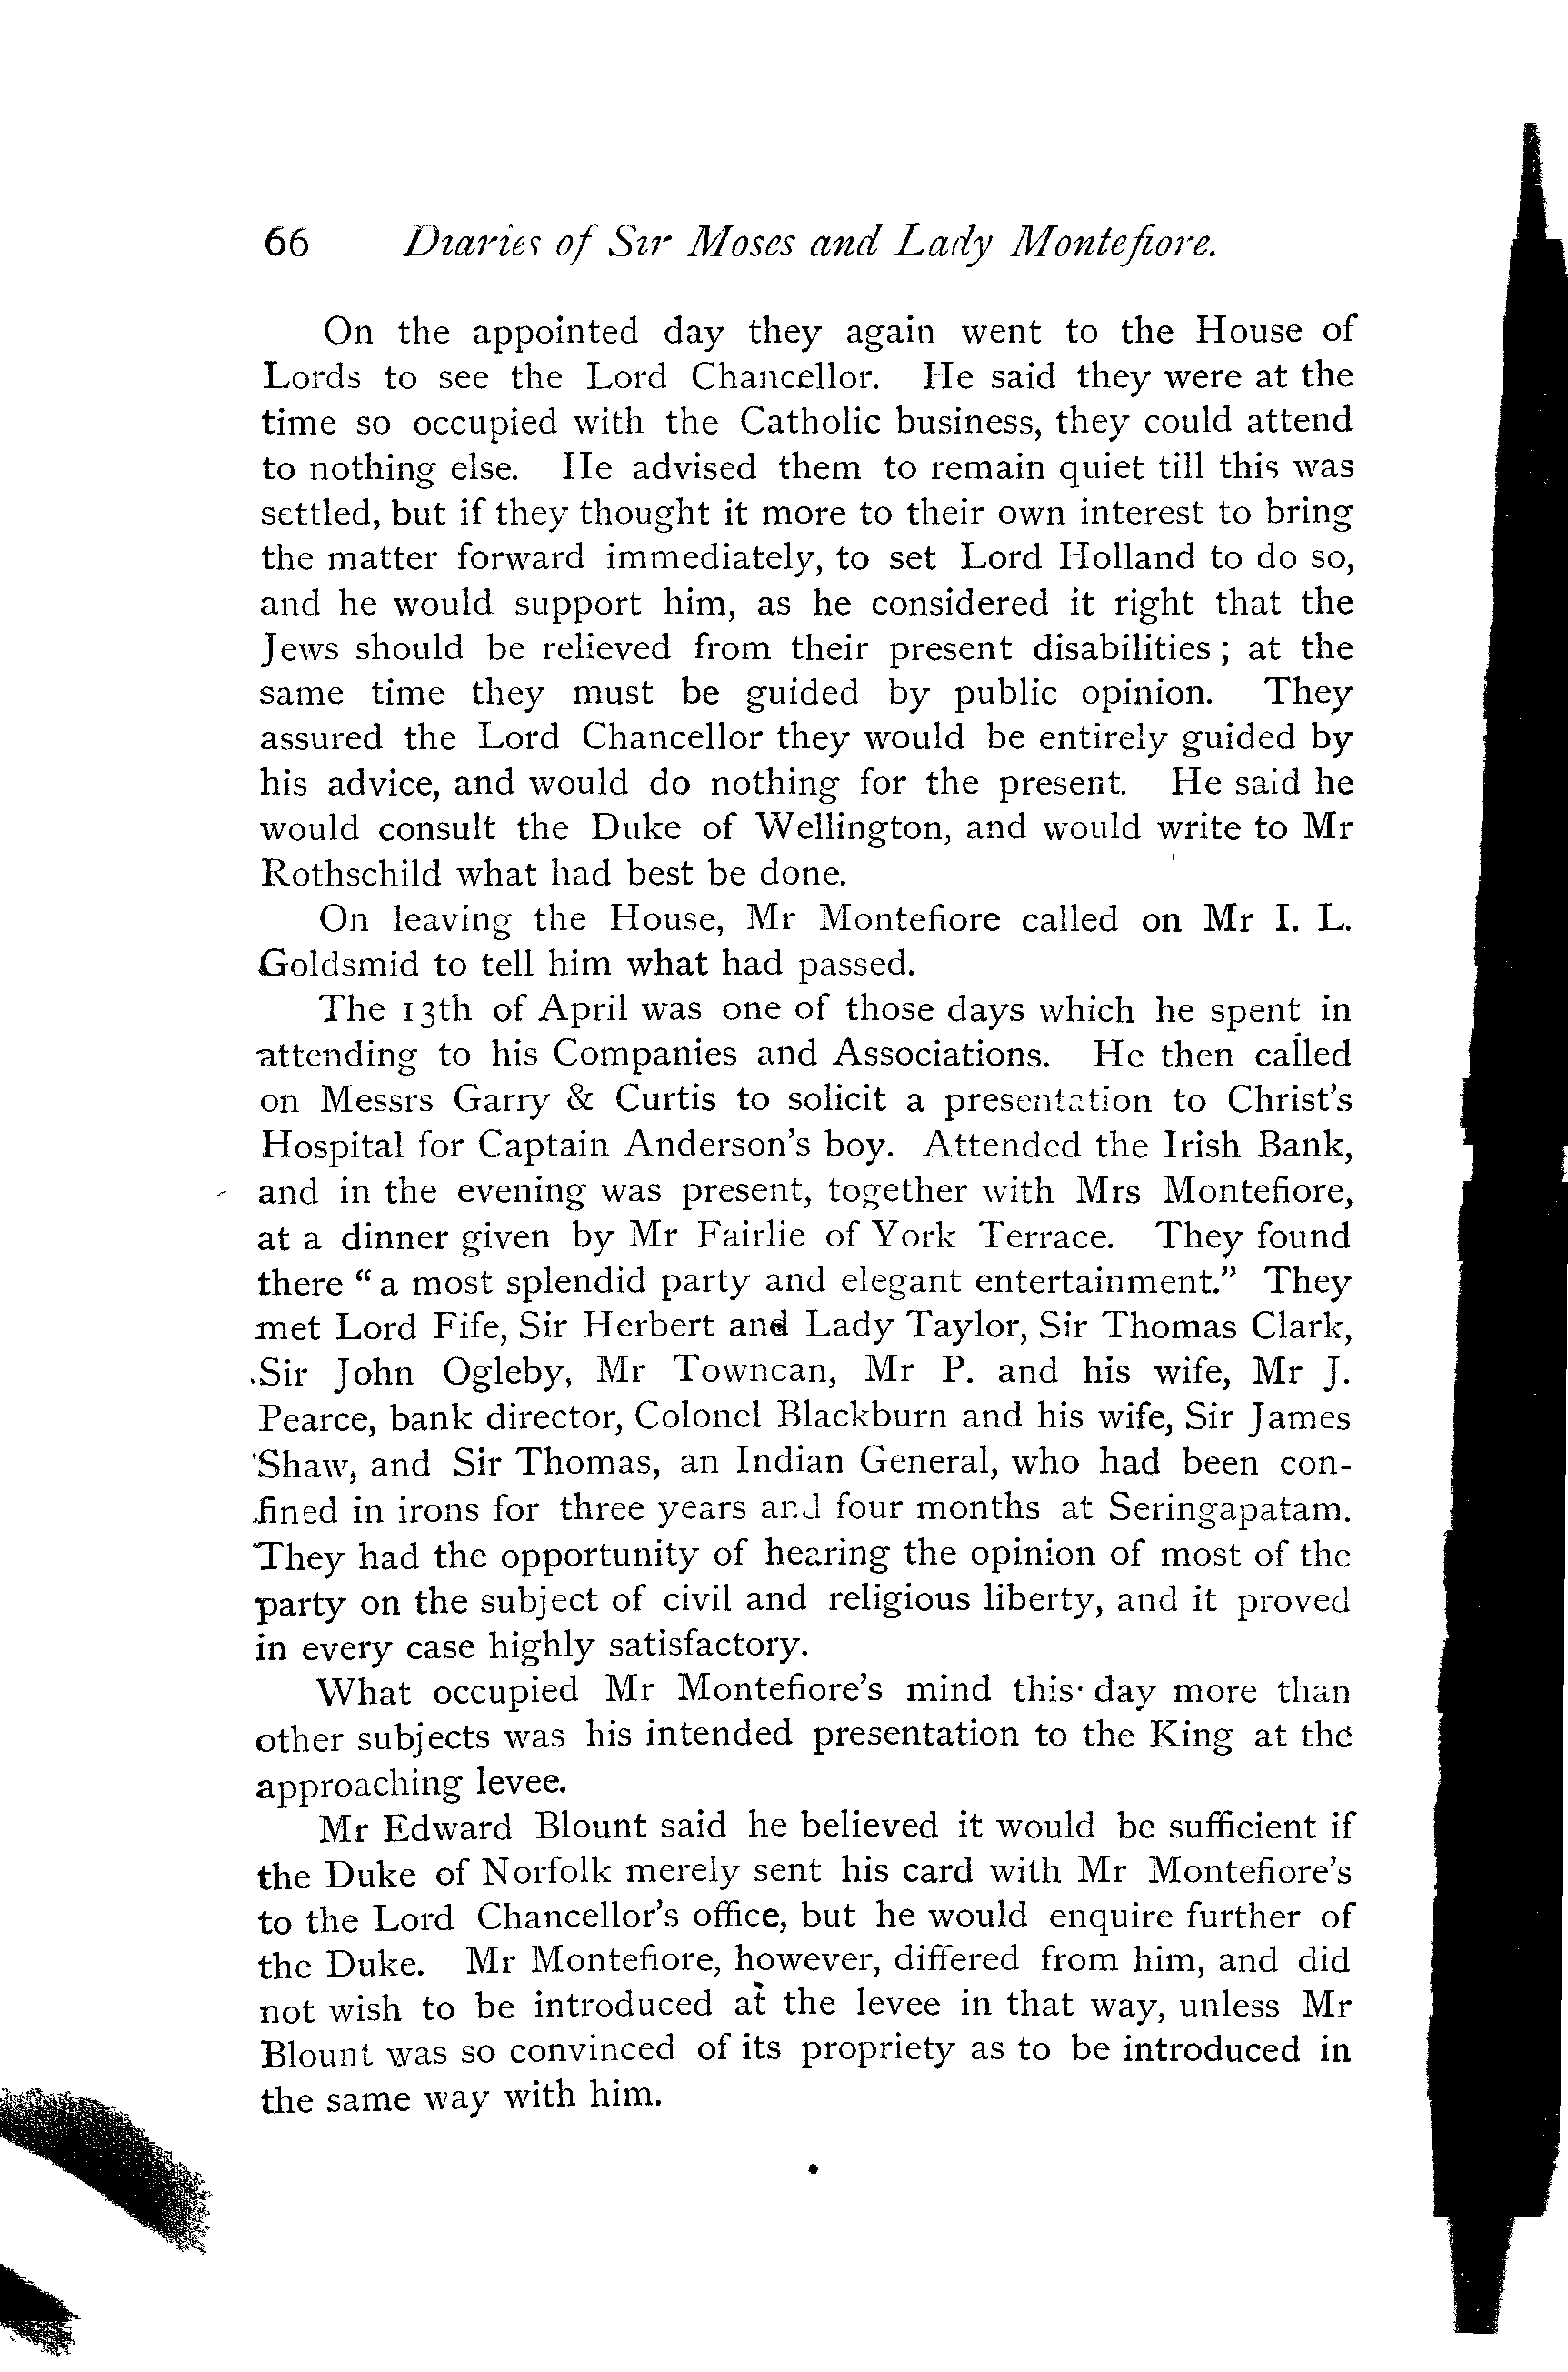 66 Diaries of Sir Moses and Lady Montefiore.
On the appointed day they again went to the House of
Lords to see the Lord Chancellor. He said they were at the
time so occupied with the Catholic business, they could attend
to nothing else. He advised them to remain quiet till this was
settled, but if they thought it more to their own interest to bring
the matter forward immediately, to set Lord Holland to do so,
and he would support him, as he considered it right that the
Jews should be relieved from their present disabilities; at the
same time they must be guided by public opinion. They
assured the Lord Chancellor they would be entirely guided by
his advice, and would do nothing for the present. He said he
would consult the Duke of Wellington, and would write to Mr
Rothschild what had best be done.
On leaving the House, Mr Montefiore called on Mr I. L.
Goldsmid to tell him what had passed.
The 13th of April was one of those days which he spent in
attending to his Companies and Associations. He then called
on Messrs Garry & Curtis to solicit a presentation to Christ's
Hospital for Captain Anderson's boy. Attended the Irish Bank,
and in the evening was present, together with Mrs Montefiore,
at a dinner given by Mr Fairlie of York Terrace. They found
there "a most splendid party and elegant entertainment." They
met Lord Fife, Sir Herbert and Lady Taylor, Sir Thomas Clark,
Sir John Ogleby, Mr Towncan, Mr P. and his wife, Mr J.
Pearce, bank director, Colonel Blackburn and his wife, Sir James
Shaw, and Sir Thomas, an Indian General, who had been con-
fined in irons for three years and four months at Seringapatam.
They had the opportunity of hearing the opinion of most of the
party on the subject of civil and religious liberty, and it proved
in every case highly satisfactory.
What occupied Mr Montefiore's mind this day more than
other subjects was his intended presentation to the King at the
approaching levee.
Mr Edward Blount said he believed it would be sufficient if
the Duke of Norfolk merely sent his card with Mr Montefiore's
to the Lord Chancellor's office, but he would enquire further of
the Duke. Mr Montefiore, however, differed from him, and did
not wish to be introduced at the levee in that way, unless Mr
Blount was so convinced of its propriety as to be introduced in
the same way with him.